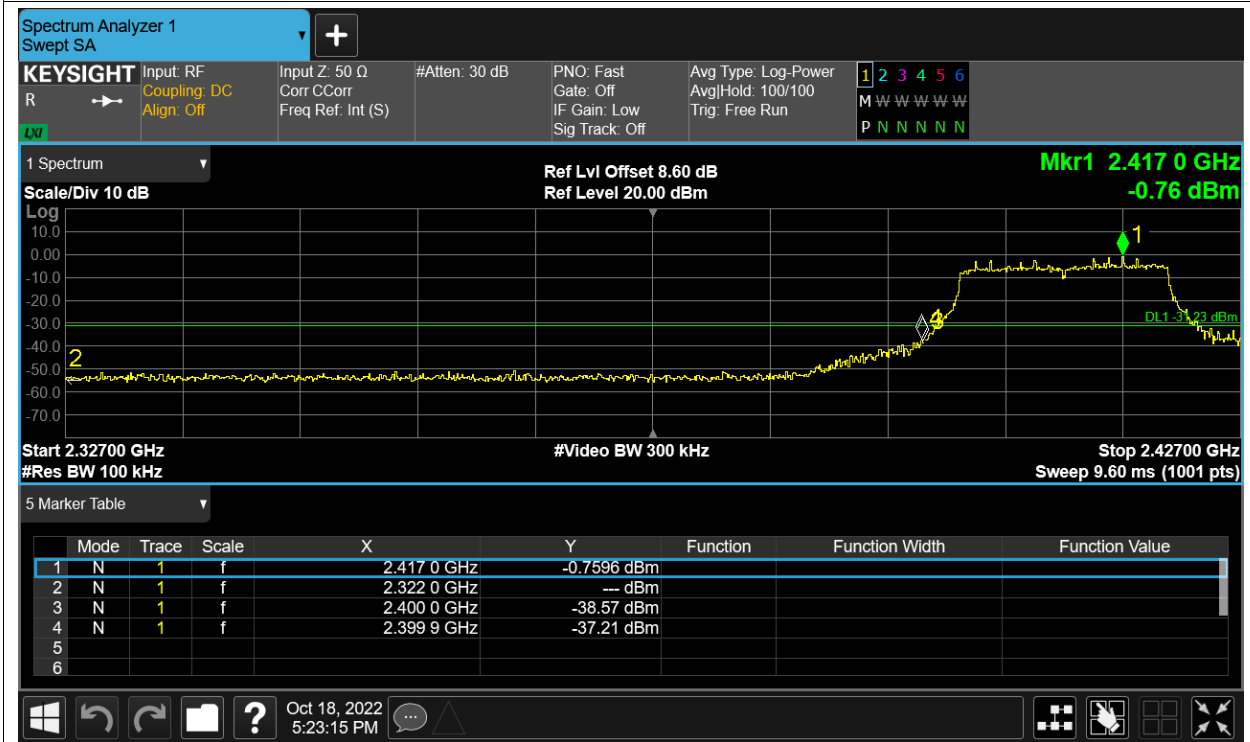 Spectrum Analyzer 1
Swept SA
+
KEYSIGHT Input: RF Input Z: 50 Ω #Atten: 30 dB PNO: Fast Avg Type: Log-Power 1 2 3 4 5 6
R Coupling: DC Corr CCorr Gate: Off Avg|Hold: 100/100 M W W W W W
Align: Off Freq Ref: Int (S) IF Gain: Low Trig: Free Run
LXI Sig Track: Off P N N N N N
1 Spectrum Ref Lvl Offset 8.60 dB Mkr1 2.417 0 GHz
Scale/Div 10 dB Ref Level 20.00 dBm -0.76 dBm
Log
10.0 1
0.00
-10.0
-20.0
-30.0 DL1 -31.23 dBm
-40.0
2
-50.0
-60.0
-70.0
Start 2.32700 GHz #Video BW 300 kHz Stop 2.42700 GHz
#Res BW 100 kHz Sweep 9.60 ms (1001 pts)
5 Marker Table
Mode Trace Scale X Y Function Function Width Function Value
1 N 1 f 2.417 0 GHz -0.7596 dBm
2 N 1 f 2.322 0 GHz --- dBm
3 N 1 f 2.400 0 GHz -38.57 dBm
4 N 1 f 2.399 9 GHz -37.21 dBm
5
6
? Oct 18, 2022
5:23:15 PM